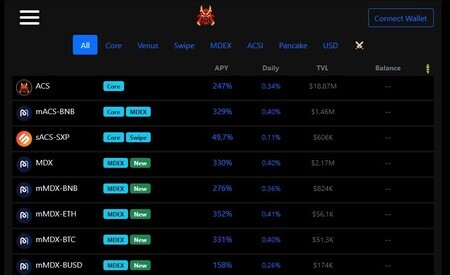 Connect Wallet
All Core Venus Swipe MDEX ACSI Pancake USD
APY Daily TVL Balance
ACS Core 247% 0.34% $18,87M --
mACS-BNB Core MDEX 329% 0.40% $1,46M --
sACS-SXP Core Swipe 49,7% 0.11% $606K --
MDX MDEX New 330% 0.40% $2,17M --
mMDX-BNB MDEX New 276% 0.36% $824K --
mMDX-ETH MDEX New 352% 0.41% $56,1K --
mMDX-BTC MDEX New 331% 0.40% $51,3K --
mMDX-BUSD MDEX New 158% 0.26% $174K --